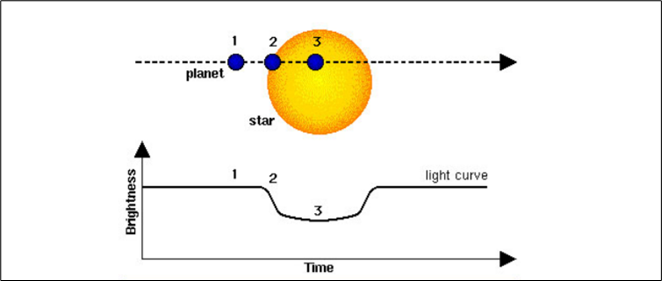 1 2 3
planet
star
1 2 light curve
3
Brightness
Time